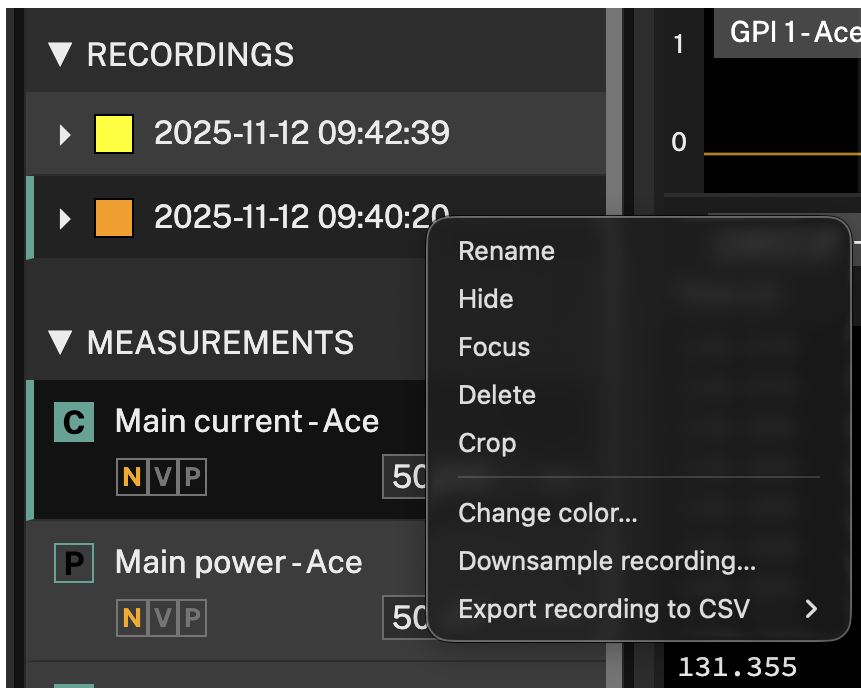 ▼ RECORDINGS
2025-11-12 09:42:39
2025-11-12 09:40:20
▼ MEASUREMENTS
C Main current - Ace
N V P 50
P Main power - Ace
N V P 50
Rename
Hide
Focus
Delete
Crop
Change color...
Downsample recording...
Export recording to CSV
1
GPI 1 - Ace
0
131.355